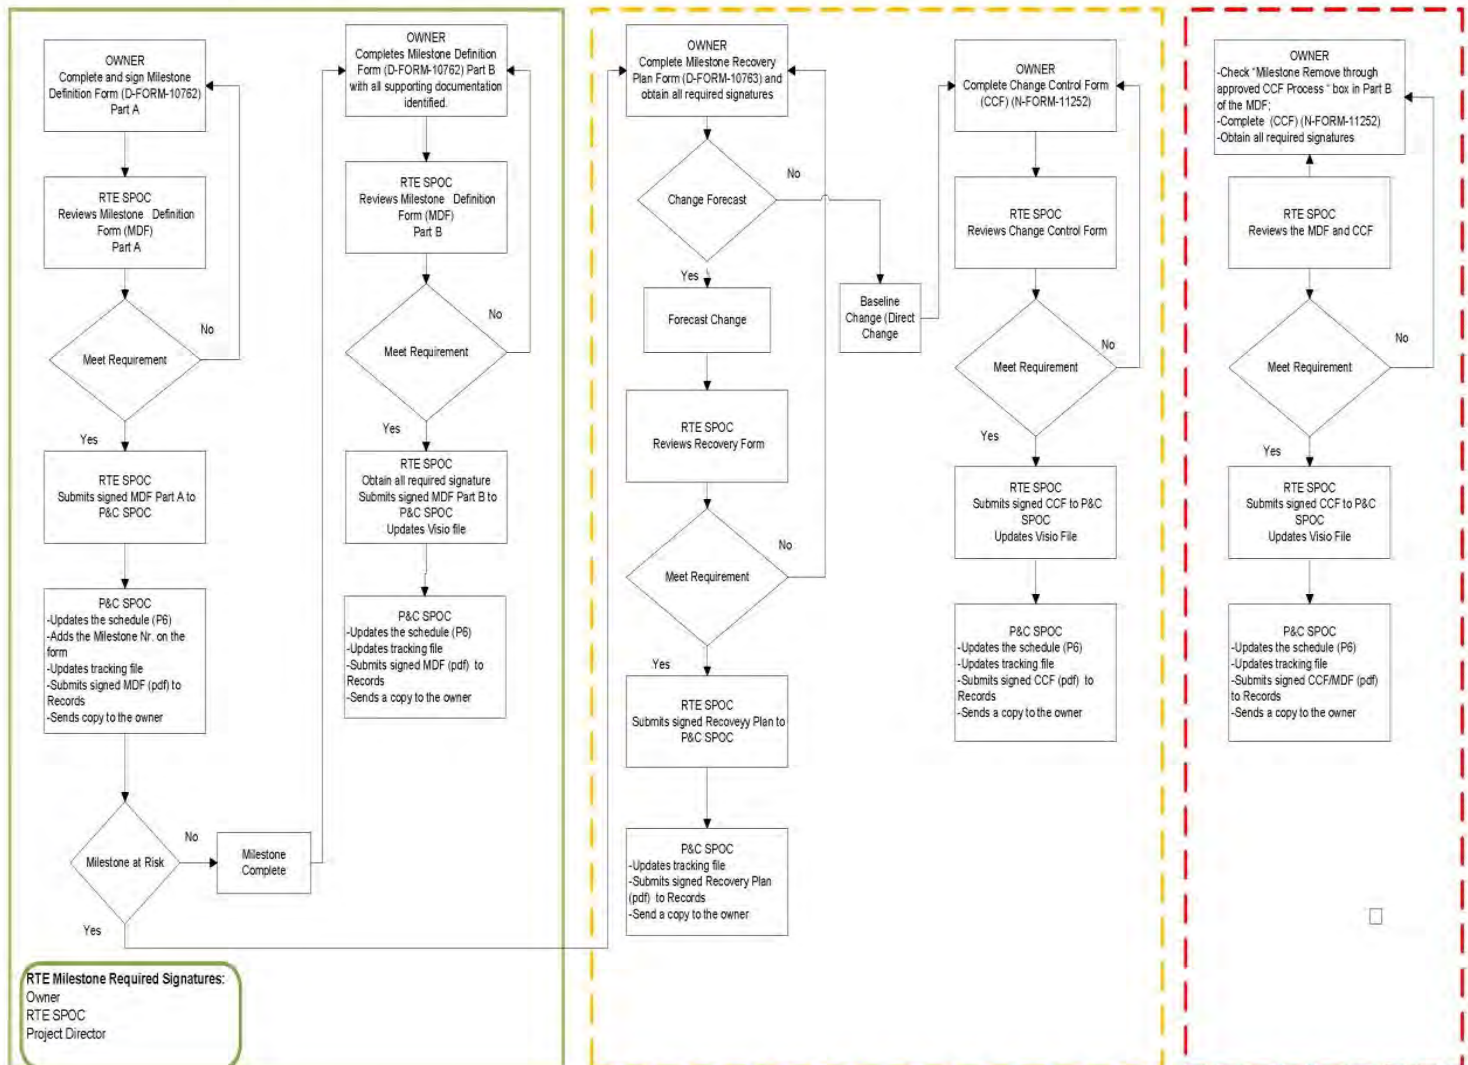 OWNER
Complete and sign Milestone
Definition Form (D-FORM-10762)
Part A
RTE SPOC
Reviews Milestone Definition
Form (MDF)
Part A
Meet Requirement
No
Yes
RTE SPOC
Submits signed MDF Part A to
P&C SPOC
P&C SPOC
-Updates the schedule (P6)
-Adds the Milestone Nr. on the
form
-Updates tracking file
-Submits signed MDF (pdf) to
Records
-Sends copy to the owner
Milestone at Risk
No
Yes
Milestone
Complete
RTE Milestone Required Signatures:
Owner
RTE SPOC
Project Director
OWNER
Completes Milestone Definition
Form (D-FORM-10762) Part B
with all supporting documentation
identified.
RTE SPOC
Reviews Milestone Definition
Form (MDF)
Part B
Meet Requirement
No
Yes
RTE SPOC
Obtain all required signature
Submits signed MDF Part B to
P&C SPOC
Updates Visio file
P&C SPOC
-Updates the schedule (P6)
-Updates tracking file
-Submits signed MDF (pdf) to
Records
-Sends a copy to the owner
OWNER
Complete Milestone Recovery
Plan Form (D-FORM-10763) and
obtain all required signatures
Change Forecast
No
Yes
Forecast Change
RTE SPOC
Reviews Recovery Form
Meet Requirement
No
Yes
RTE SPOC
Submits signed Recoveyy Plan to
P&C SPOC
P&C SPOC
-Updates tracking file
-Submits signed Recovery Plan
(pdf) to Records
-Send a copy to the owner
Baseline
Change (Direct
Change
OWNER
Complete Change Control Form
(CCF) (N-FORM-11252)
RTE SPOC
Reviews Change Control Form
Meet Requirement
No
Yes
RTE SPOC
Submits signed CCF to P&C
SPOC
Updates Visio File
P&C SPOC
-Updates the schedule (P6)
-Updates tracking file
-Submits signed CCF (pdf) to
Records
-Sends a copy to the owner
OWNER
-Check "Milestone Remove through
approved CCF Process " box in Part B
of the MDF;
-Complete (CCF) (N-FORM-11252)
-Obtain all required signatures
RTE SPOC
Reviews the MDF and CCF
Meet Requirement
No
Yes
RTE SPOC
Submits signed CCF to P&C
SPOC
Updates Visio File
P&C SPOC
-Updates the schedule (P6)
-Updates tracking file
-Submits signed CCF/MDF (pdf)
to Records
-Sends a copy to the owner